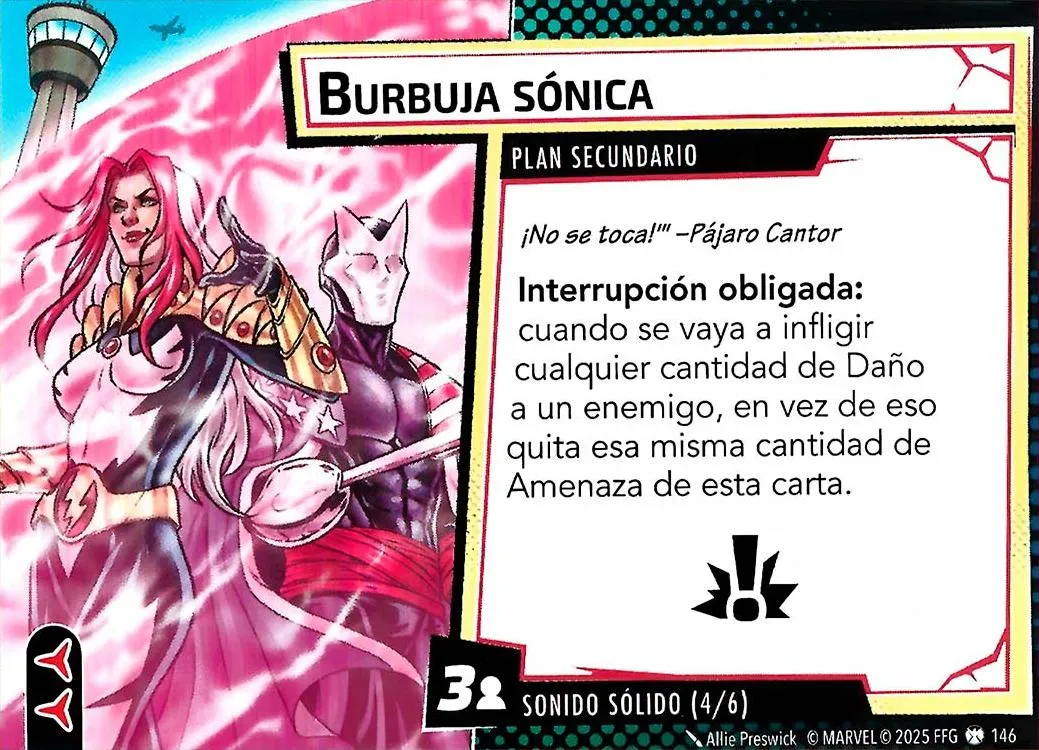 BURBUJA SÓNICA
PLAN SECUNDARIO
¡No se toca!"' –Pájaro Cantor
Interrupción obligada:
cuando se vaya a infligir
cualquier cantidad de Daño
a un enemigo, en vez de eso
quita esa misma cantidad de
Amenaza de esta carta.
3
SONIDO SÓLIDO (4/6)
Allie Preswick © MARVEL © 2025 FFG 146